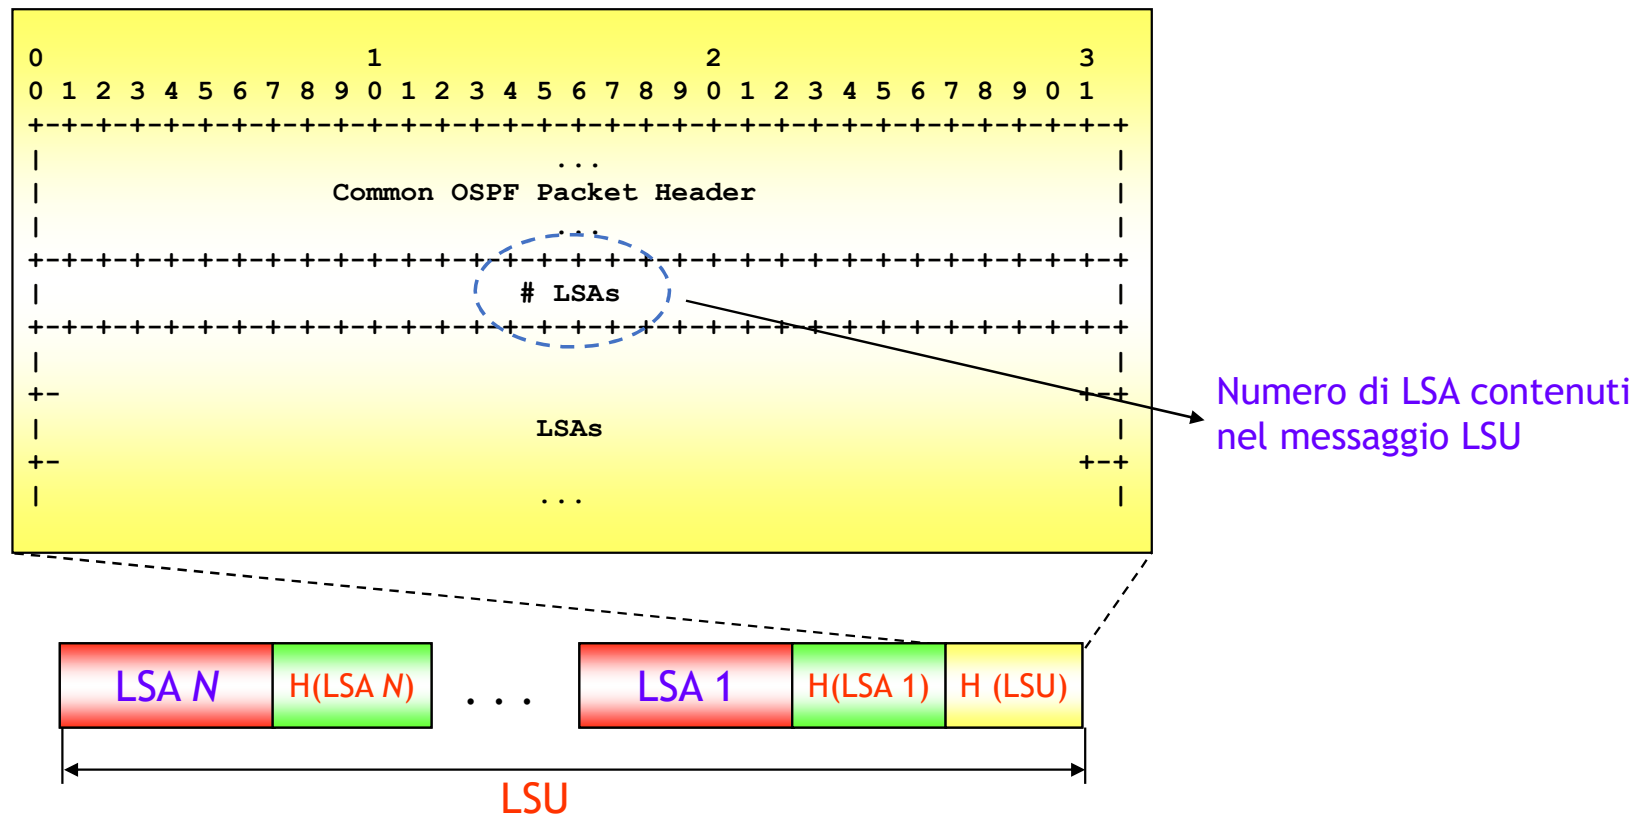 0                   1                   2                   3
0 1 2 3 4 5 6 7 8 9 0 1 2 3 4 5 6 7 8 9 0 1 2 3 4 5 6 7 8 9 0 1
+-+-+-+-+-+-+-+-+-+-+-+-+-+-+-+-+-+-+-+-+-+-+-+-+-+-+-+-+-+-+-+-+
| ... |
| Common OSPF Packet Header |
| ... |
+-+-+-+-+-+-+-+-+-+-+-+-+-+-+-+-+-+-+-+-+-+-+-+-+-+-+-+-+-+-+-+-+
| # LSAs |
+-+-+-+-+-+-+-+-+-+-+-+-+-+-+-+-+-+-+-+-+-+-+-+-+-+-+-+-+-+-+-+-+
| |
+- +-+
| LSAs |
+- +-+
| ... |
Numero di LSA contenuti
nel messaggio LSU
LSA N H(LSA N) ... LSA 1 H(LSA 1) H (LSU)
LSU